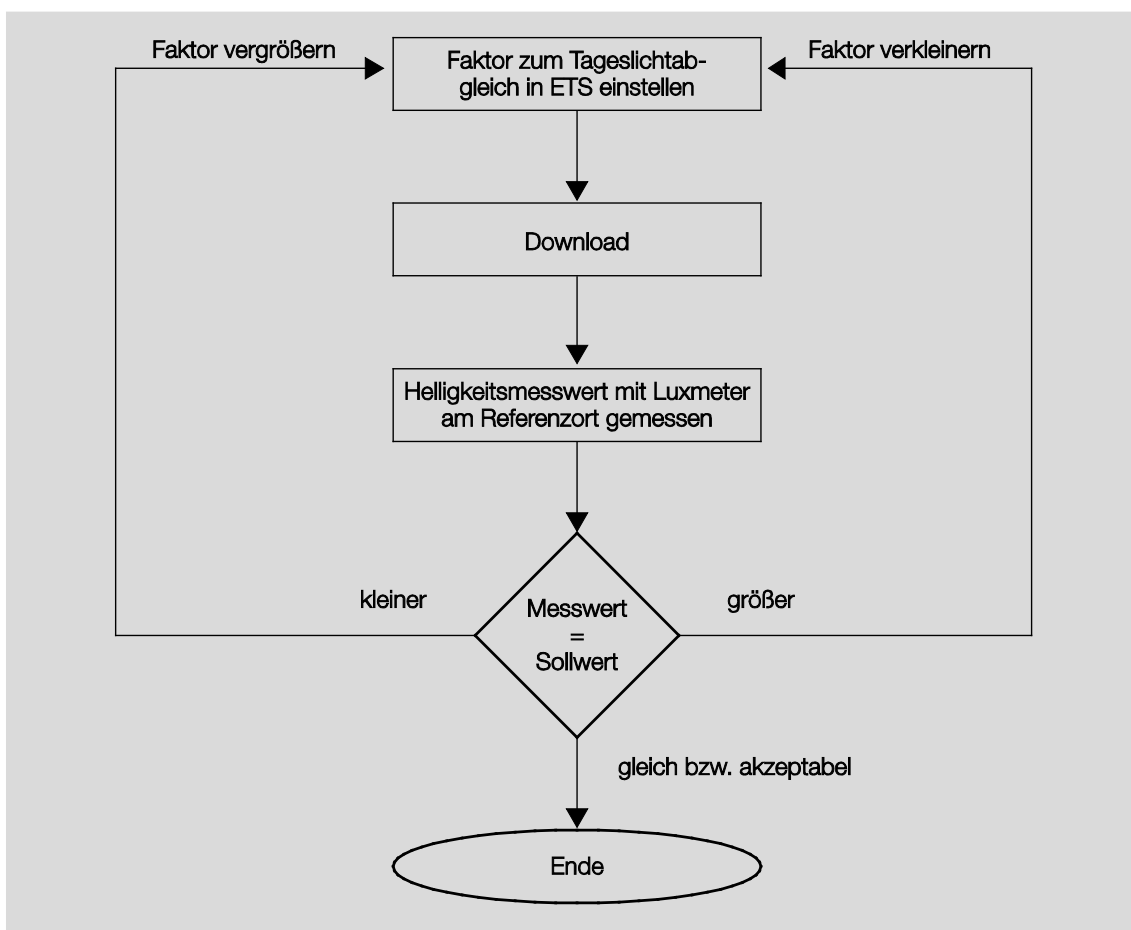 Faktor vergrößern
Faktor zum Tageslichtab-
gleich in ETS einstellen
Faktor verkleinern
Download
Helligkeitsmesswert mit Luxmeter
am Referenzort gemessen
kleiner
Messwert
=
Sollwert
größer
gleich bzw. akzeptabel
Ende